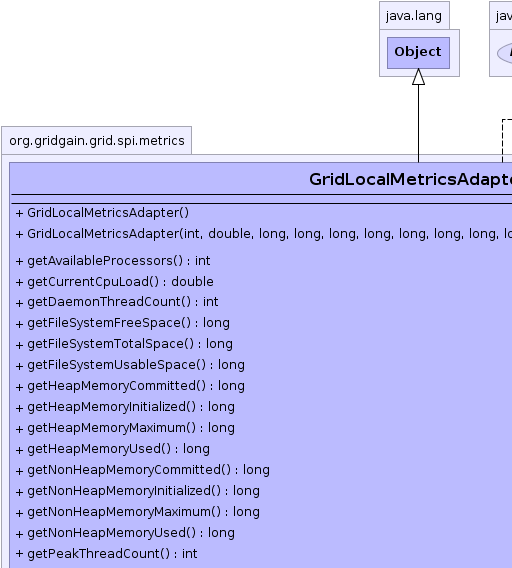 java.lang
Object
org.gridgain.grid.spi.metrics
GridLocalMetricsAdapte
+ GridLocalMetricsAdapter()
+ GridLocalMetricsAdapter(int, double, long, long, long, long, long, long, long, lo
+ getAvailableProcessors() : int
+ getCurrentCpuLoad() : double
+ getDaemonThreadCount() : int
+ getFileSystemFreeSpace() : long
+ getFileSystemTotalSpace() : long
+ getFileSystemUsableSpace() : long
+ getHeapMemoryCommitted() : long
+ getHeapMemoryInitialized() : long
+ getHeapMemoryMaximum() : long
+ getHeapMemoryUsed() : long
+ getNonHeapMemoryCommitted() : long
+ getNonHeapMemoryInitialized() : long
+ getNonHeapMemoryMaximum() : long
+ getNonHeapMemoryUsed() : long
+ getPeakThreadCount() : int